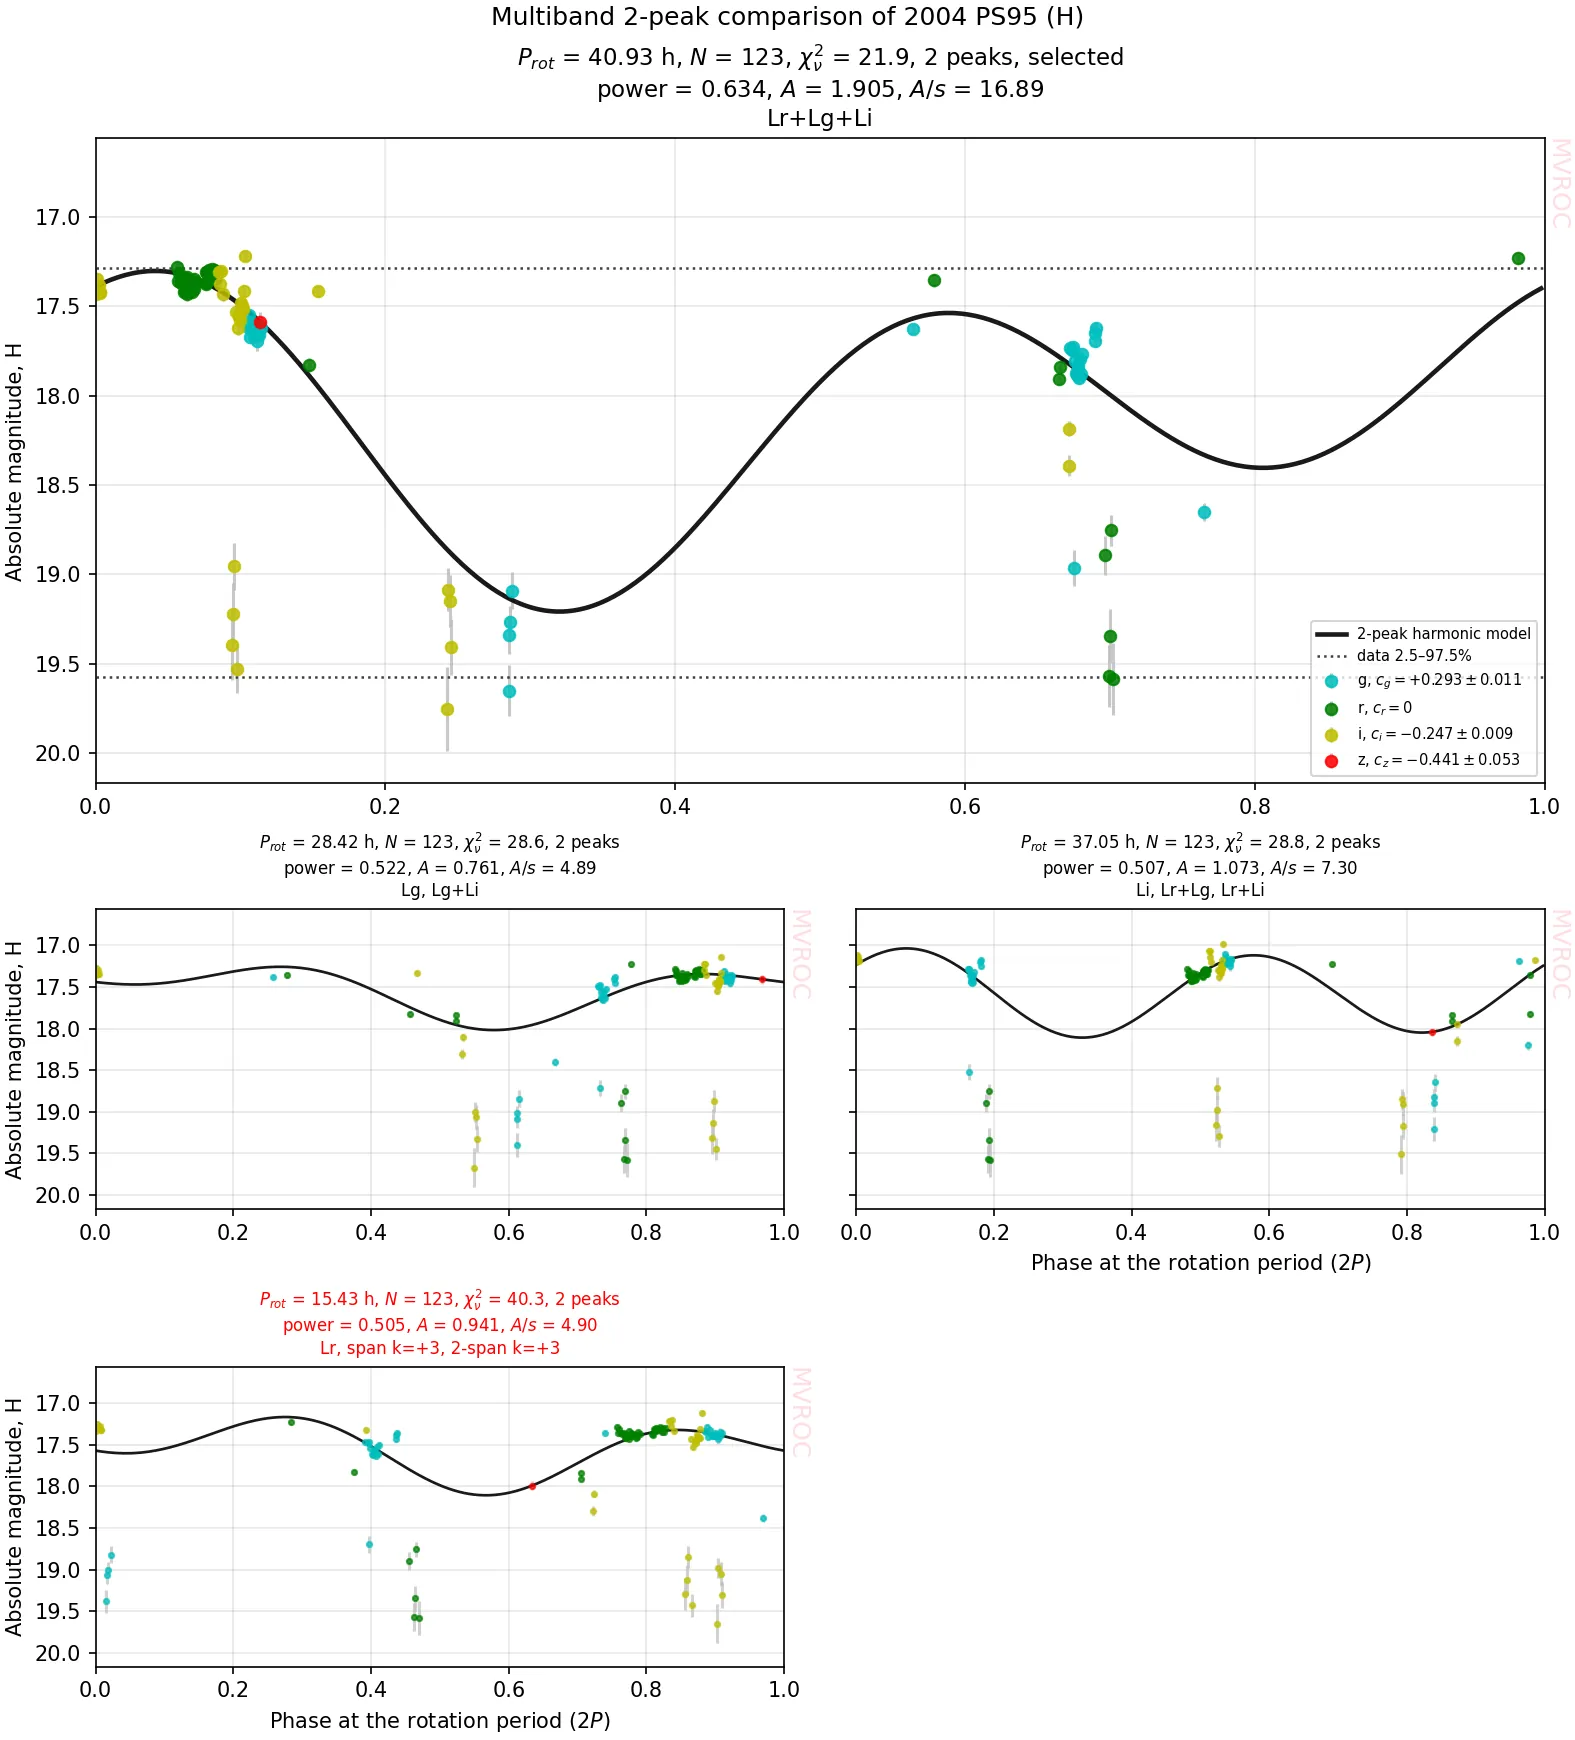 Multiband 2-peak comparison of 2004 PS95 (H)
P_rot = 40.93 h, N = 123, χ²_ν = 21.9, 2 peaks, selected
power = 0.634, A = 1.905, A/s = 16.89
Lr+Lg+Li
MVROC
Absolute magnitude, H
17.0
17.5
18.0
18.5
19.0
19.5
20.0
2-peak harmonic model
data 2.5–97.5%
g, c_g = +0.293 ± 0.011
r, c_r = 0
i, c_i = −0.247 ± 0.009
z, c_z = −0.441 ± 0.053
0.0 0.2 0.4 0.6 0.8 1.0
P_rot = 28.42 h, N = 123, χ²_ν = 28.6, 2 peaks
power = 0.522, A = 0.761, A/s = 4.89
Lg, Lg+Li
MVROC
Absolute magnitude, H
17.0
17.5
18.0
18.5
19.0
19.5
20.0
0.0 0.2 0.4 0.6 0.8 1.0
P_rot = 37.05 h, N = 123, χ²_ν = 28.8, 2 peaks
power = 0.507, A = 1.073, A/s = 7.30
Li, Lr+Lg, Lr+Li
MVROC
0.0 0.2 0.4 0.6 0.8 1.0
Phase at the rotation period (2P)
P_rot = 15.43 h, N = 123, χ²_ν = 40.3, 2 peaks
power = 0.505, A = 0.941, A/s = 4.90
Lr, span k=+3, 2-span k=+3
MVROC
Absolute magnitude, H
17.0
17.5
18.0
18.5
19.0
19.5
20.0
0.0 0.2 0.4 0.6 0.8 1.0
Phase at the rotation period (2P)